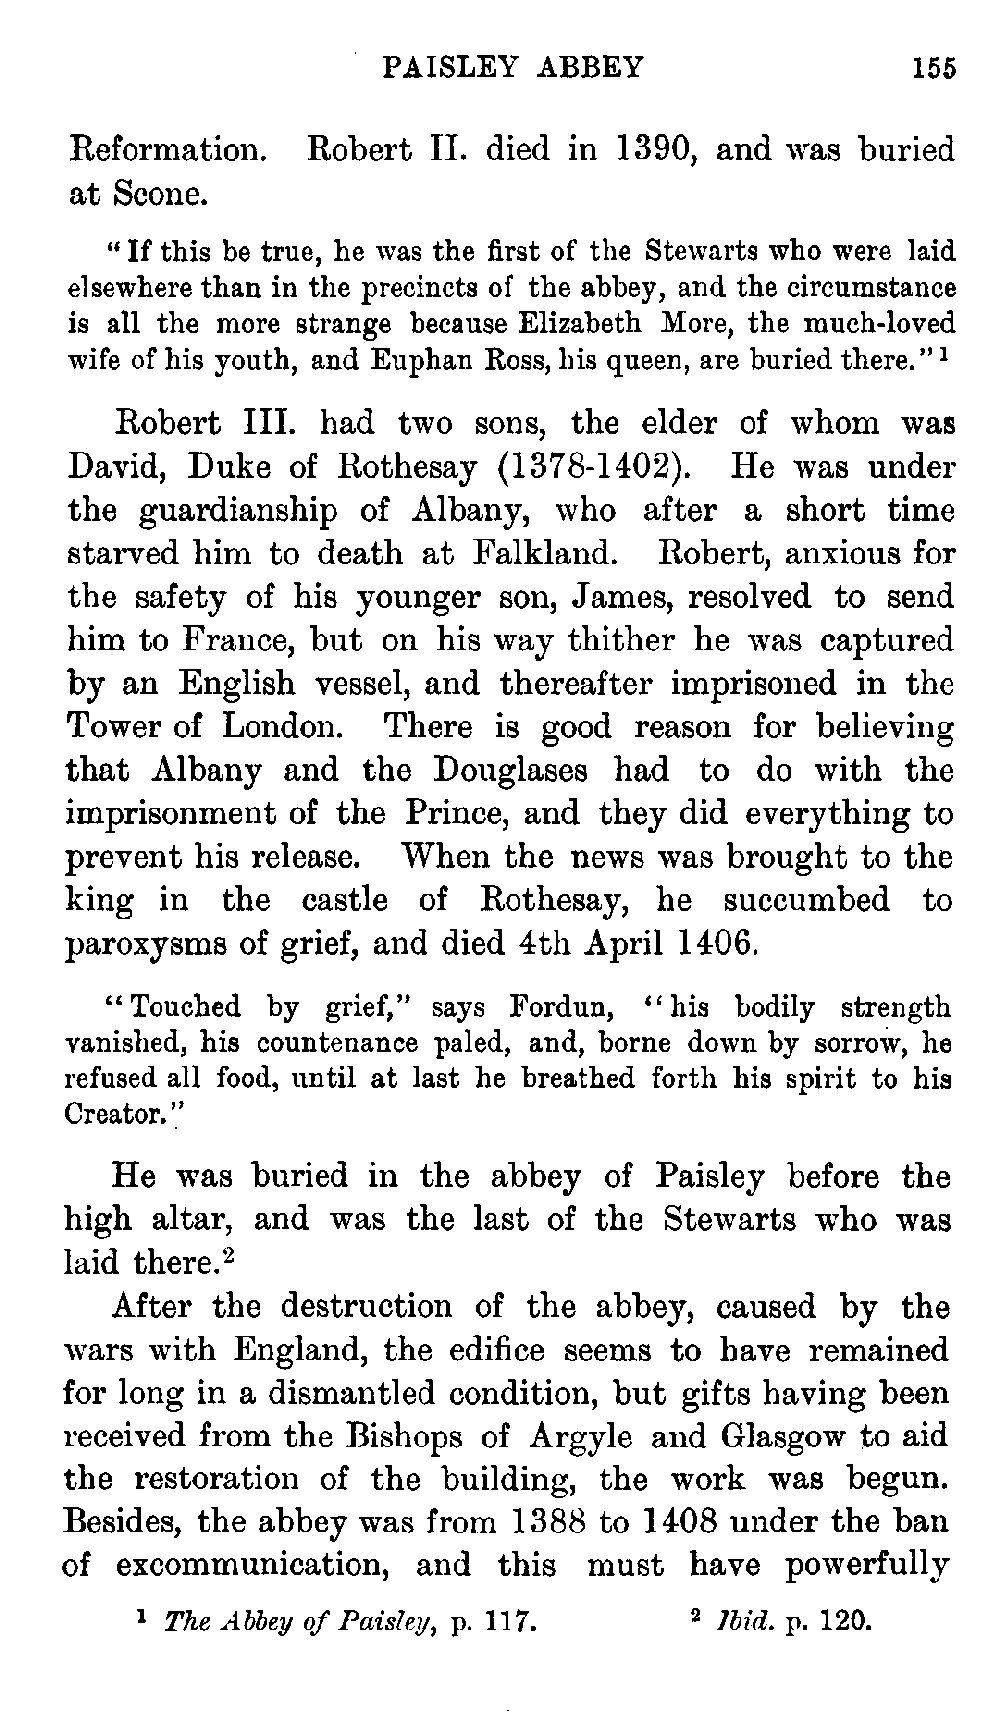 PAISLEY ABBEY 155
Reformation. Robert II. died in 1390, and was buried
at Scone.
“If this be true, he was the first of the Stewarts who were laid
elsewhere than in the precincts of the abbey, and the circumstance
is all the more strange because Elizabeth More, the much-loved
wife of his youth, and Euphan Ross, his queen, are buried there.” 1
Robert III. had two sons, the elder of whom was
David, Duke of Rothesay (1378-1402). He was under
the guardianship of Albany, who after a short time
starved him to death at Falkland. Robert, anxious for
the safety of his younger son, James, resolved to send
him to France, but on his way thither he was captured
by an English vessel, and thereafter imprisoned in the
Tower of London. There is good reason for believing
that Albany and the Douglases had to do with the
imprisonment of the Prince, and they did everything to
prevent his release. When the news was brought to the
king in the castle of Rothesay, he succumbed to
paroxysms of grief, and died 4th April 1406.
“Touched by grief,” says Fordun, “his bodily strength
vanished, his countenance paled, and, borne down by sorrow, he
refused all food, until at last he breathed forth his spirit to his
Creator.”
He was buried in the abbey of Paisley before the
high altar, and was the last of the Stewarts who was
laid there.2
After the destruction of the abbey, caused by the
wars with England, the edifice seems to have remained
for long in a dismantled condition, but gifts having been
received from the Bishops of Argyle and Glasgow to aid
the restoration of the building, the work was begun.
Besides, the abbey was from 1388 to 1408 under the ban
of excommunication, and this must have powerfully
1 The Abbey of Paisley, p. 117. 2 Ibid. p. 120.